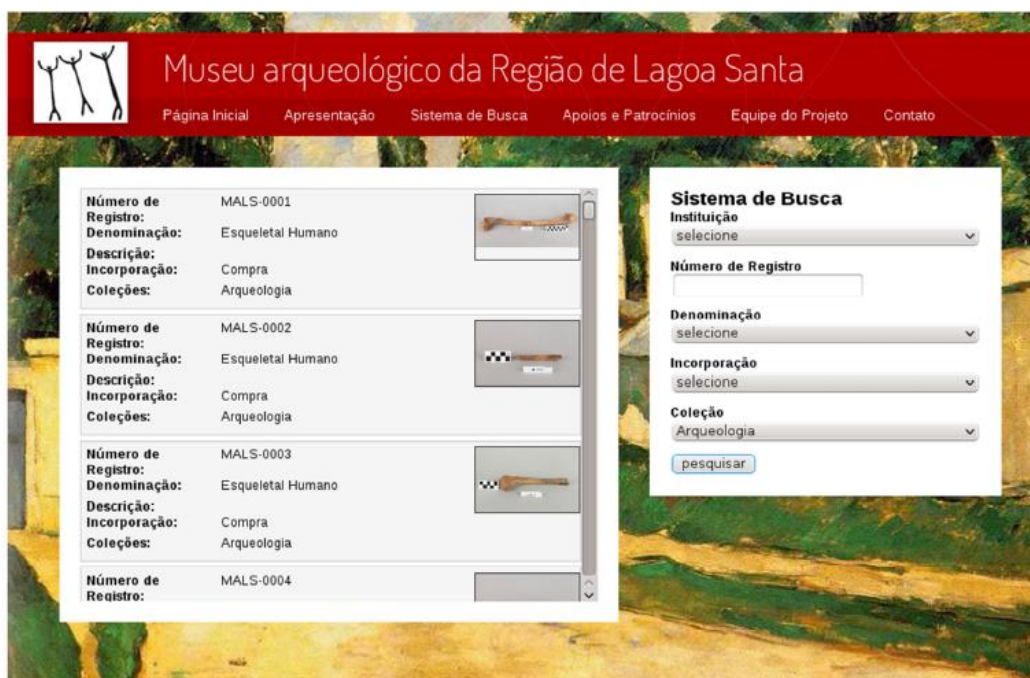 Museu arqueológico da Região de Lagoa Santa
Página Inicial Apresentação Sistema de Busca Apoios e Patrocínios Equipe do Projeto Contato
Número de Registro: MALS-0001
Denominação: Esqueletal Humano
Descrição:
Incorporação: Compra
Coleções: Arqueologia
Número de Registro: MALS-0002
Denominação: Esqueletal Humano
Descrição:
Incorporação: Compra
Coleções: Arqueologia
Número de Registro: MALS-0003
Denominação: Esqueletal Humano
Descrição:
Incorporação: Compra
Coleções: Arqueologia
Número de Registro: MALS-0004
Sistema de Busca
Instituição
selecione
Número de Registro
Denominação
selecione
Incorporação
selecione
Coleção
Arqueologia
pesquisar